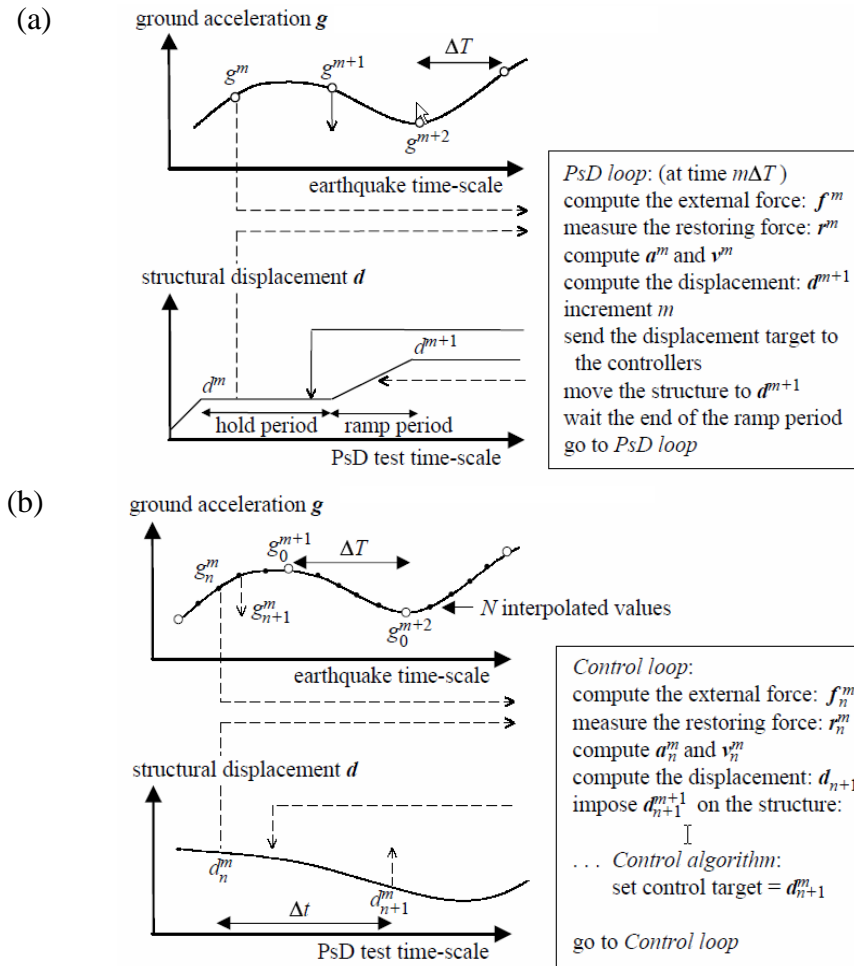 (a)
ground acceleration g
g^m
g^{m+1}
ΔT
g^{m+2}
earthquake time-scale
structural displacement d
d^m
d^{m+1}
hold period
ramp period
PsD test time-scale
PsD loop: (at time mΔT )
compute the external force: f^m
measure the restoring force: r^m
compute a^m and v^m
compute the displacement: d^{m+1}
increment m
send the displacement target to
the controllers
move the structure to d^{m+1}
wait the end of the ramp period
go to PsD loop
(b)
ground acceleration g
g_n^m
g_0^{m+1}
ΔT
g_{n+1}^m
g_0^{m+2}
N interpolated values
earthquake time-scale
structural displacement d
d_n^m
d_{n+1}^m
Δt
PsD test time-scale
Control loop:
compute the external force: f_n^m
measure the restoring force: r_n^m
compute a_n^m and v_n^m
compute the displacement: d_{n+1}
impose d_{n+1}^{m+1} on the structure:
. . . Control algorithm:
set control target = d_{n+1}^m
go to Control loop